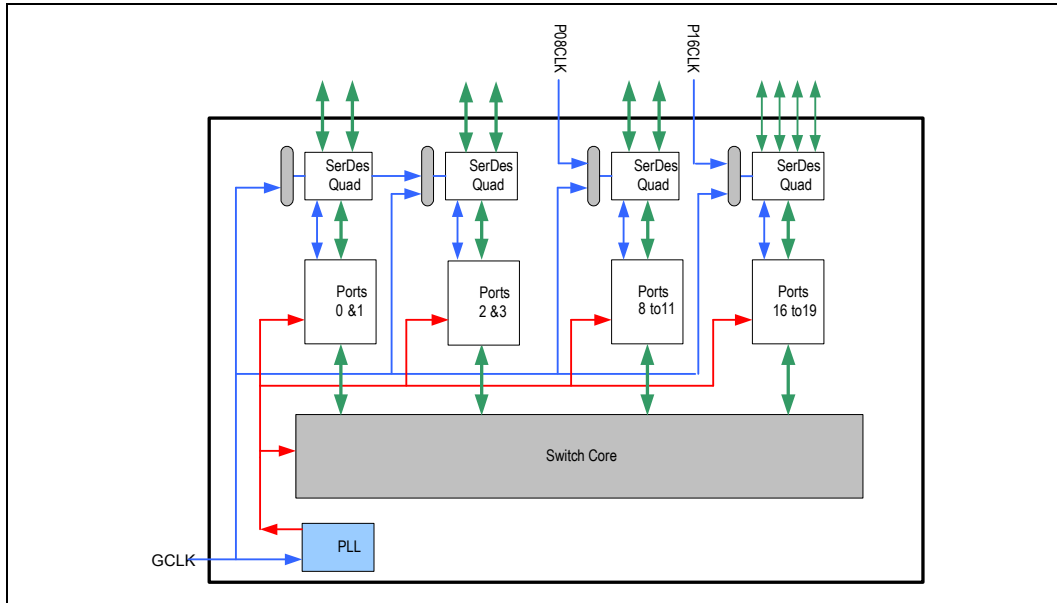 P08CLK
P16CLK
SerDes
Quad
SerDes
Quad
SerDes
Quad
SerDes
Quad
Ports
0 &1
Ports
2 &3
Ports
8 to11
Ports
16 to19
Switch Core
PLL
GCLK